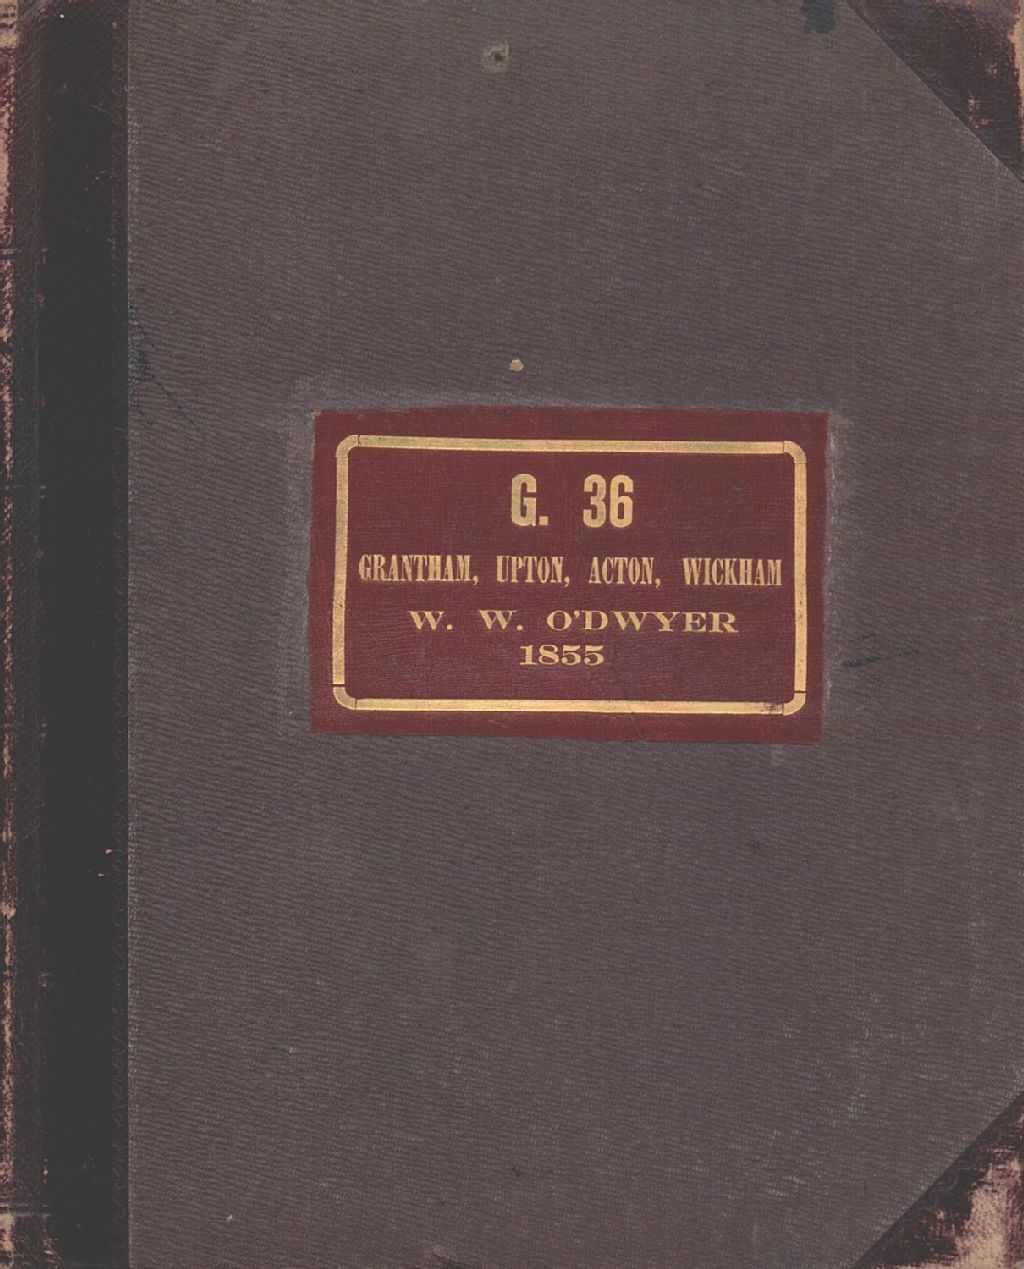 G. 36
GRANTHAM, UPTON, ACTON, WICKHAM
W. W. O'DWYER
1855